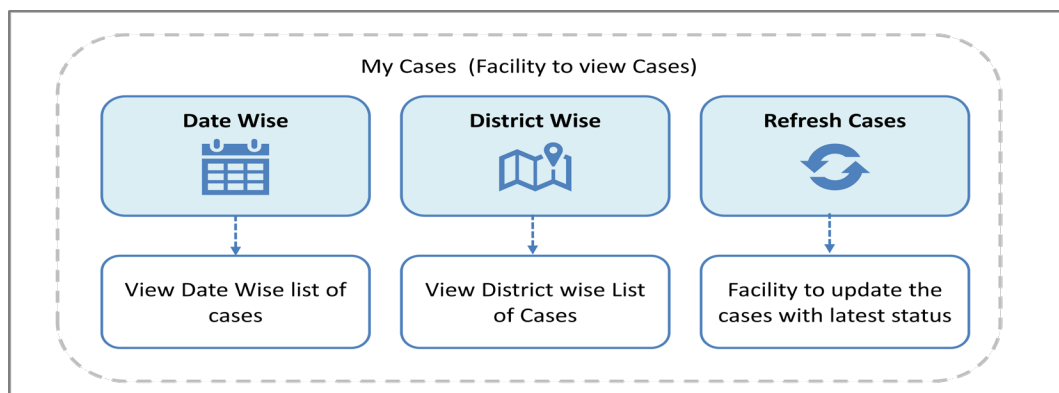 My Cases  (Facility to view Cases)
Date Wise
District Wise
Refresh Cases
View Date Wise list of
cases
View District wise List
of Cases
Facility to update the
cases with latest status